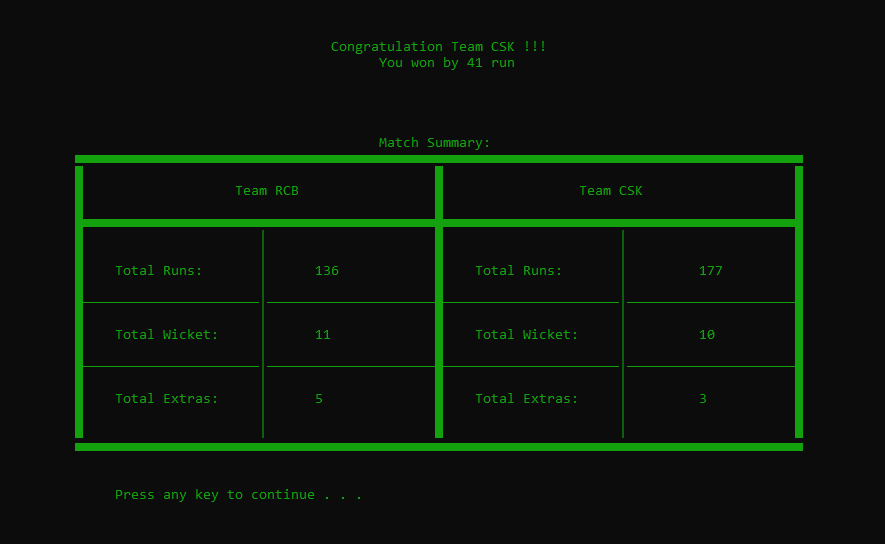 Congratulation Team CSK !!!
You won by 41 run
Match Summary:
Team RCB Team CSK
Total Runs: 136 Total Runs: 177
Total Wicket: 11 Total Wicket: 10
Total Extras: 5 Total Extras: 3
Press any key to continue . . .